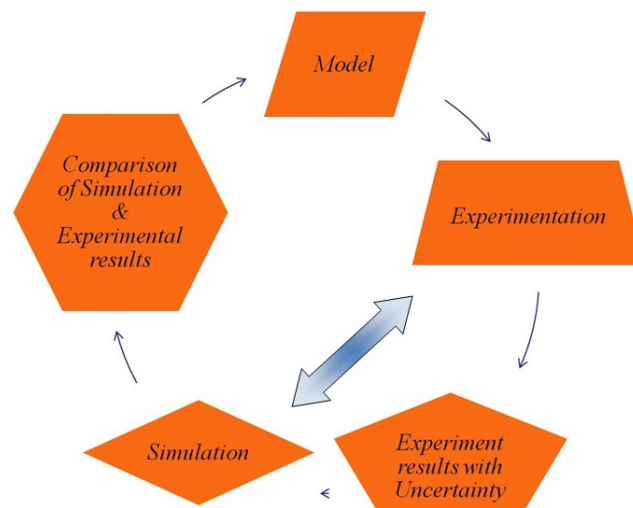 Model
Experimentation
Experiment
results with
Uncertainty
Simulation
Comparison
of Simulation
&
Experimental
results